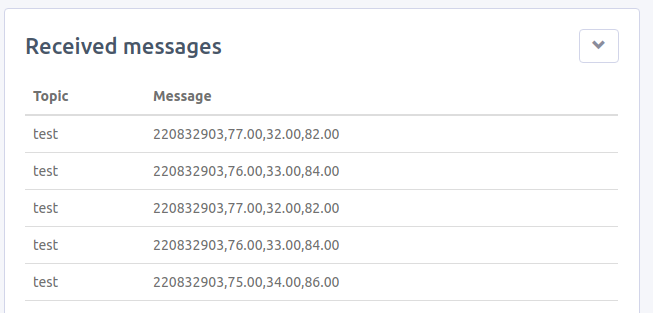 Received messages
Topic Message
test 220832903,77.00,32.00,82.00
test 220832903,76.00,33.00,84.00
test 220832903,77.00,32.00,82.00
test 220832903,76.00,33.00,84.00
test 220832903,75.00,34.00,86.00